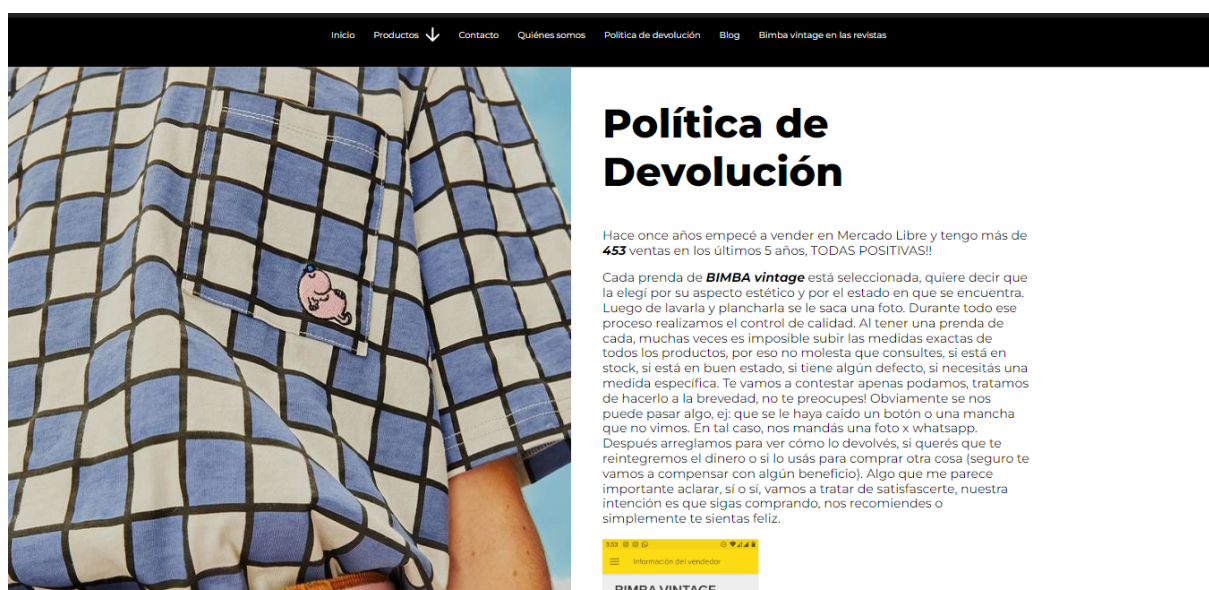 Inicio Productos Contacto Quiénes somos Política de devolución Blog Bimba vintage en las revistas
Política de
Devolución
Hace once años empecé a vender en Mercado Libre y tengo más de
453 ventas en los últimos 5 años, TODAS POSITIVAS!!
Cada prenda de BIMBA vintage está seleccionada, quiere decir que
la elegí por su aspecto estético y por el estado en que se encuentra.
Luego de lavarla y plancharla se le saca una foto. Durante todo ese
proceso realizamos el control de calidad. Al tener una prenda de
cada, muchas veces es imposible subir las medidas exactas de
todos los productos, por eso no molesta que consultes, si está en
stock, si está en buen estado, si tiene algún defecto, si necesitás una
medida específica. Te vamos a contestar apenas podamos, tratamos
de hacerlo a la brevedad, no te preocupes! Obviamente se nos
puede pasar algo, ej: que se le haya caido un botón o una mancha
que no vimos. En tal caso, nos mandás una foto x whatsapp.
Después arreglamos para ver cómo lo devolvés, si querés que te
reintegremos el dinero o si lo usás para comprar otra cosa (seguro te
vamos a compensar con algún beneficio). Algo que me parece
importante aclarar, sí o sí, vamos a tratar de satisfascerte, nuestra
intención es que sigas comprando, nos recomiendes o
simplemente te sientas feliz.
3:53
Información del vendedor
BIMBA VINTAGE